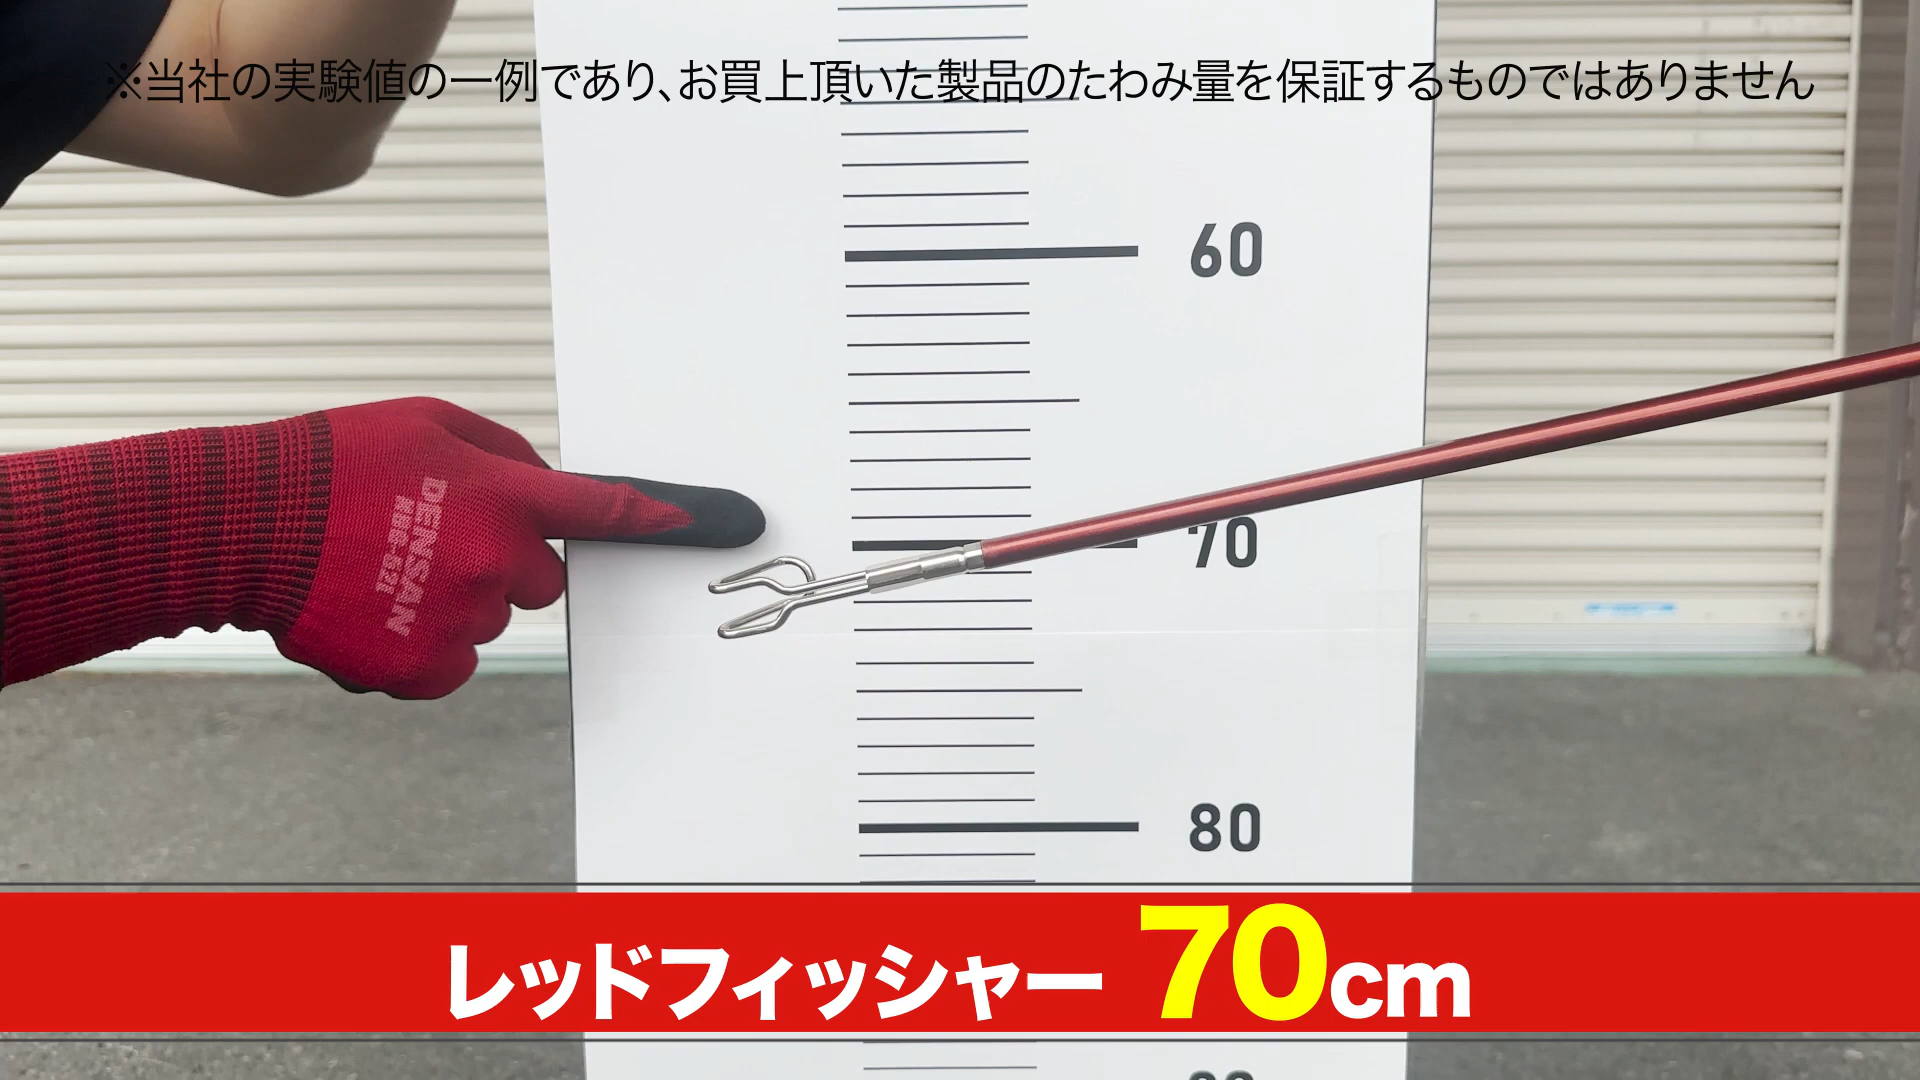 ※当社の実験値の一例であり、お買上頂いた製品のたわみ量を保証するものではありません
60
DENSAN
70
80
レッドフィッシャー 70cm